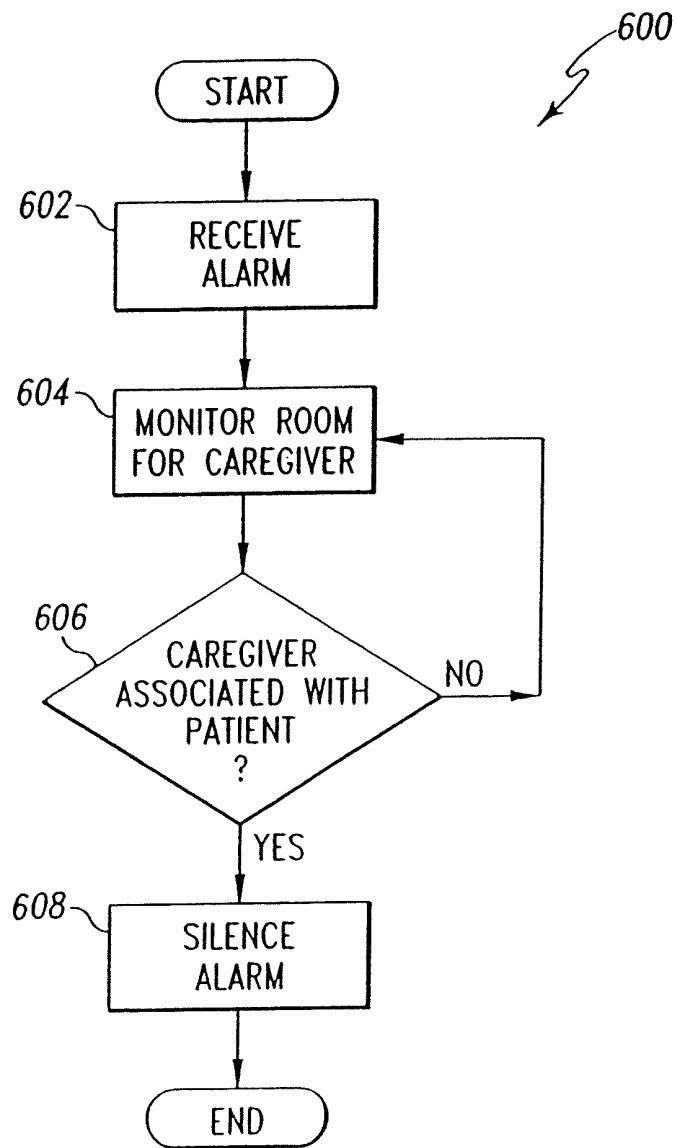 600
START
602
RECEIVE
ALARM
604
MONITOR ROOM
FOR CAREGIVER
606
CAREGIVER
ASSOCIATED WITH
PATIENT
?
NO
YES
608
SILENCE
ALARM
END